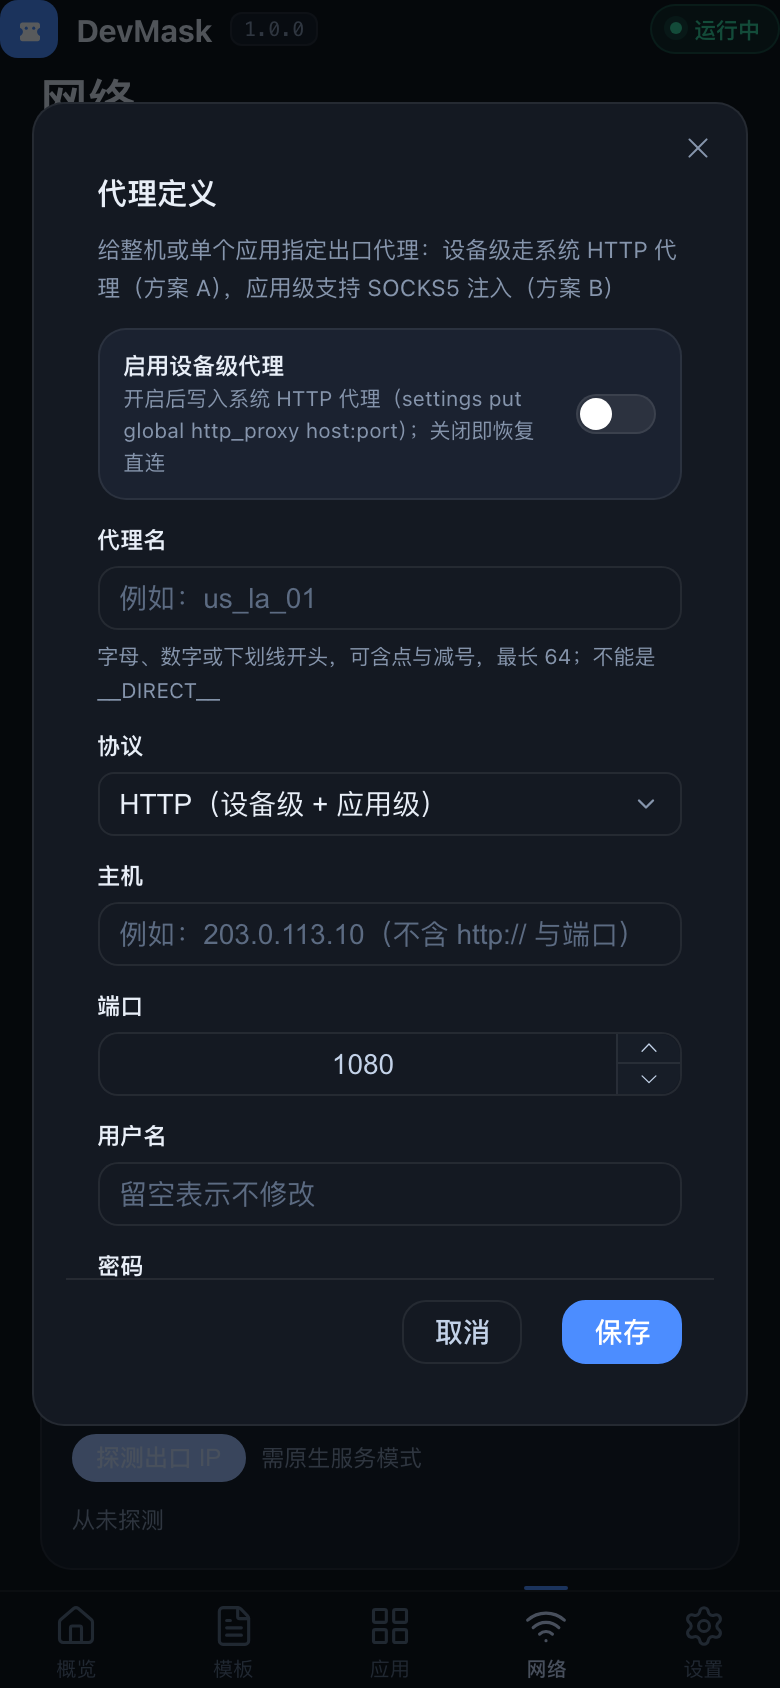 DevMask 1.0.0 运行中
网络
代理定义
给整机或单个应用指定出口代理：设备级走系统 HTTP 代
理（方案 A），应用级支持 SOCKS5 注入（方案 B）
启用设备级代理
开启后写入系统 HTTP 代理（settings put
global http_proxy host:port）；关闭即恢复
直连
代理名
例如：us_la_01
字母、数字或下划线开头，可含点与减号，最长 64；不能是
__DIRECT__
协议
HTTP（设备级 + 应用级）
主机
例如：203.0.113.10（不含 http:// 与端口）
端口
1080
用户名
留空表示不修改
密码
取消 保存
探测出口 IP 需原生服务模式
从未探测
概览 模板 应用 网络 设置